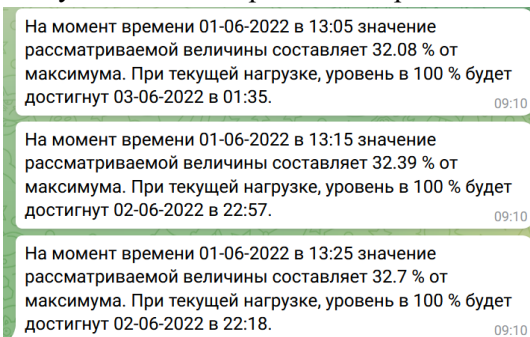 На момент времени 01-06-2022 в 13:05 значение
рассматриваемой величины составляет 32.08 % от
максимума. При текущей нагрузке, уровень в 100 % будет
достигнут 03-06-2022 в 01:35.
09:10
На момент времени 01-06-2022 в 13:15 значение
рассматриваемой величины составляет 32.39 % от
максимума. При текущей нагрузке, уровень в 100 % будет
достигнут 02-06-2022 в 22:57.
09:10
На момент времени 01-06-2022 в 13:25 значение
рассматриваемой величины составляет 32.7 % от
максимума. При текущей нагрузке, уровень в 100 % будет
достигнут 02-06-2022 в 22:18.
09:10